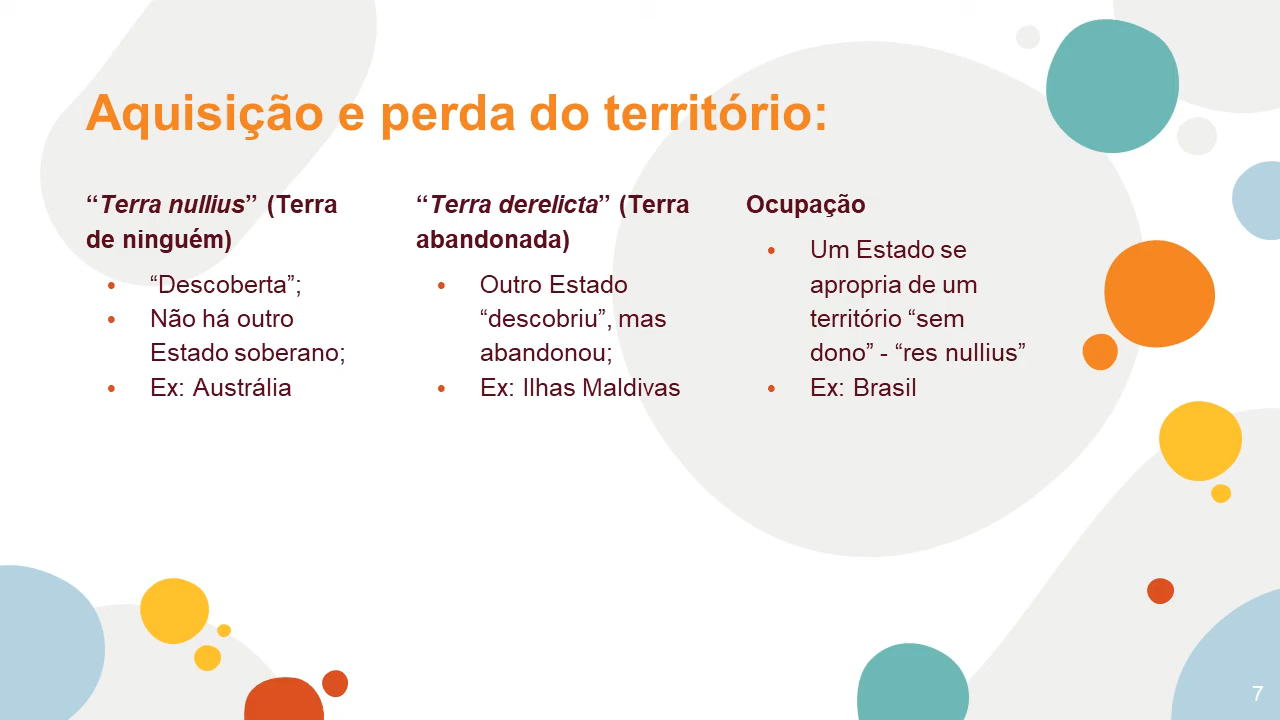 Aquisição e perda do território:
“Terra nullius” (Terra
de ninguém)
• “Descoberta”;
• Não há outro
Estado soberano;
• Ex: Austrália
“Terra derelicta” (Terra
abandonada)
• Outro Estado
“descobriu”, mas
abandonou;
• Ex: Ilhas Maldivas
Ocupação
• Um Estado se
apropria de um
território “sem
dono” - “res nullius”
• Ex: Brasil
7